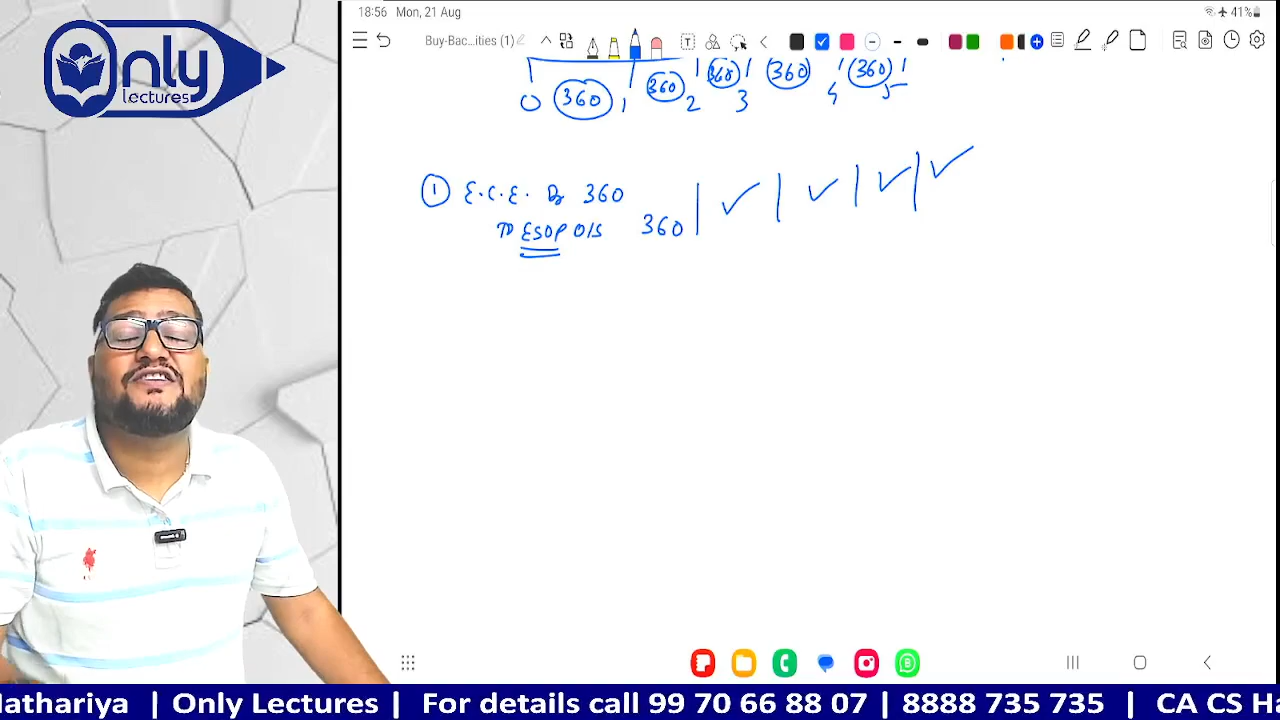 18:56 Mon, 21 Aug
41%
Only
lectures
Buy-Bac...ities (1)
360 360 360 360 360
0 1 2 3 4 5
① E.C.E. Dr 360
To ESOP O/S 360
Mathariya | Only Lectures | For details call 99 70 66 88 07 | 8888 735 735 | CA CS Ha